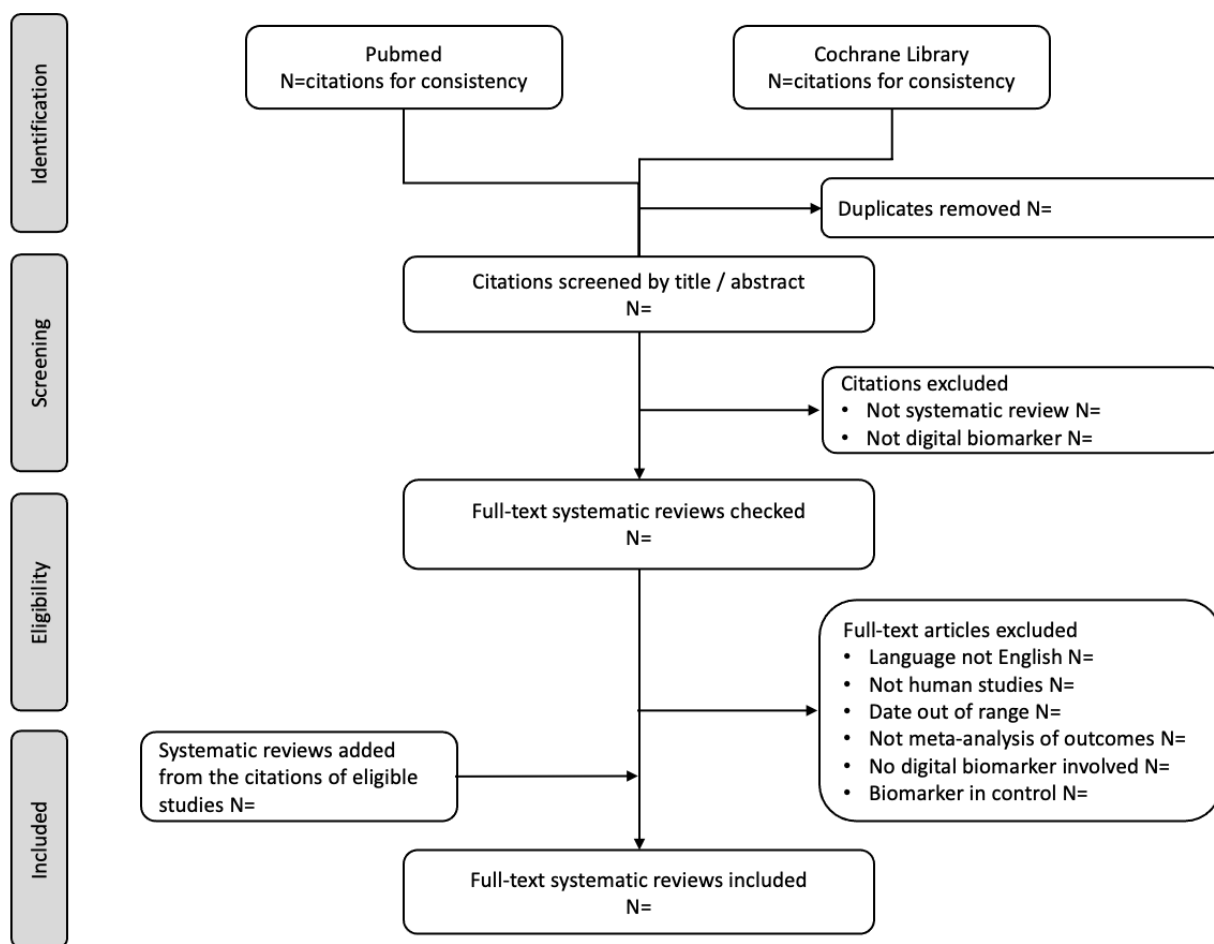 Identification
Pubmed
N=citations for consistency
Cochrane Library
N=citations for consistency
Duplicates removed N=
Screening
Citations screened by title / abstract
N=
Citations excluded
• Not systematic review N=
• Not digital biomarker N=
Eligibility
Full-text systematic reviews checked
N=
Full-text articles excluded
• Language not English N=
• Not human studies N=
• Date out of range N=
• Not meta-analysis of outcomes N=
• No digital biomarker involved N=
• Biomarker in control N=
Included
Systematic reviews added
from the citations of eligible
studies N=
Full-text systematic reviews included
N=